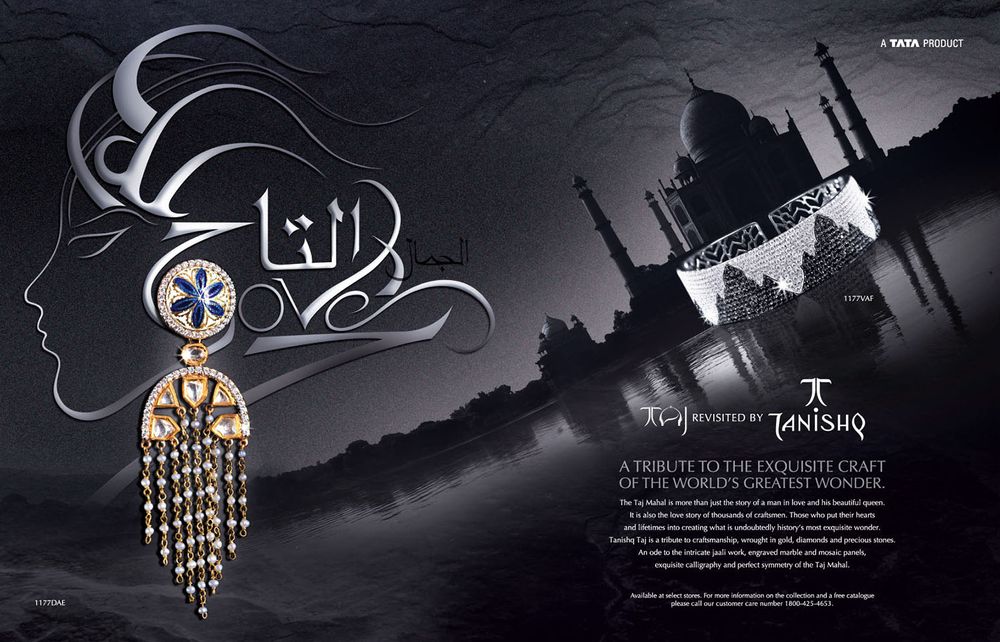 A TATA PRODUCT
التاج
الجمال
Love
1177VAF
TAJ REVISITED BY TANISHQ
A TRIBUTE TO THE EXQUISITE CRAFT
OF THE WORLD'S GREATEST WONDER.
The Taj Mahal is more than just the story of a man in love and his beautiful queen.
It is also the love story of thousands of craftsmen. Those who put their hearts
and lifetimes into creating what is undoubtedly history's most exquisite wonder.
Tanishq Taj is a tribute to craftsmanship, wrought in gold, diamonds and precious stones.
An ode to the intricate jaali work, engraved marble and mosaic panels,
exquisite calligraphy and perfect symmetry of the Taj Mahal.
Available at select stores. For more information on the collection and a free catalogue
please call our customer care number 1800-425-4653.
1177DAE